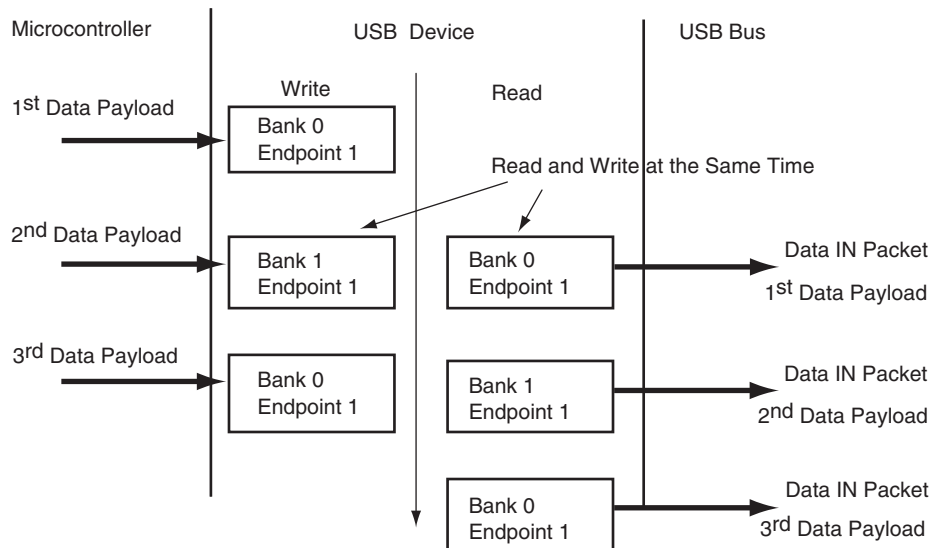 Microcontroller
USB Device
USB Bus
Write
Read
1st Data Payload
Bank 0
Endpoint 1
Read and Write at the Same Time
2nd Data Payload
Bank 1
Endpoint 1
Bank 0
Endpoint 1
Data IN Packet
1st Data Payload
3rd Data Payload
Bank 0
Endpoint 1
Bank 1
Endpoint 1
Data IN Packet
2nd Data Payload
Bank 0
Endpoint 1
Data IN Packet
3rd Data Payload